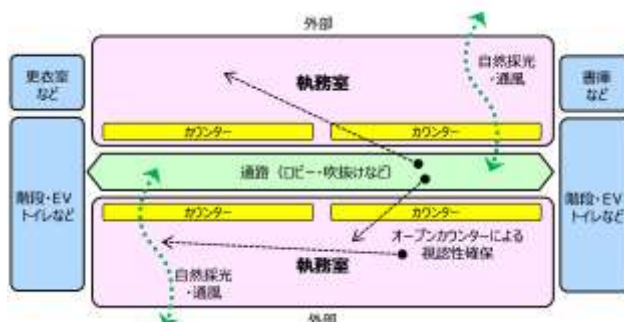 外部
更衣室
など
執務室
自然採光
・通風
書庫
など
カウンター
カウンター
階段・EV
トイレなど
通路（ロビー・吹抜けなど）
階段・EV
トイレなど
カウンター
カウンター
オープンカウンターによる
視認性確保
執務室
自然採光
・通風
外部